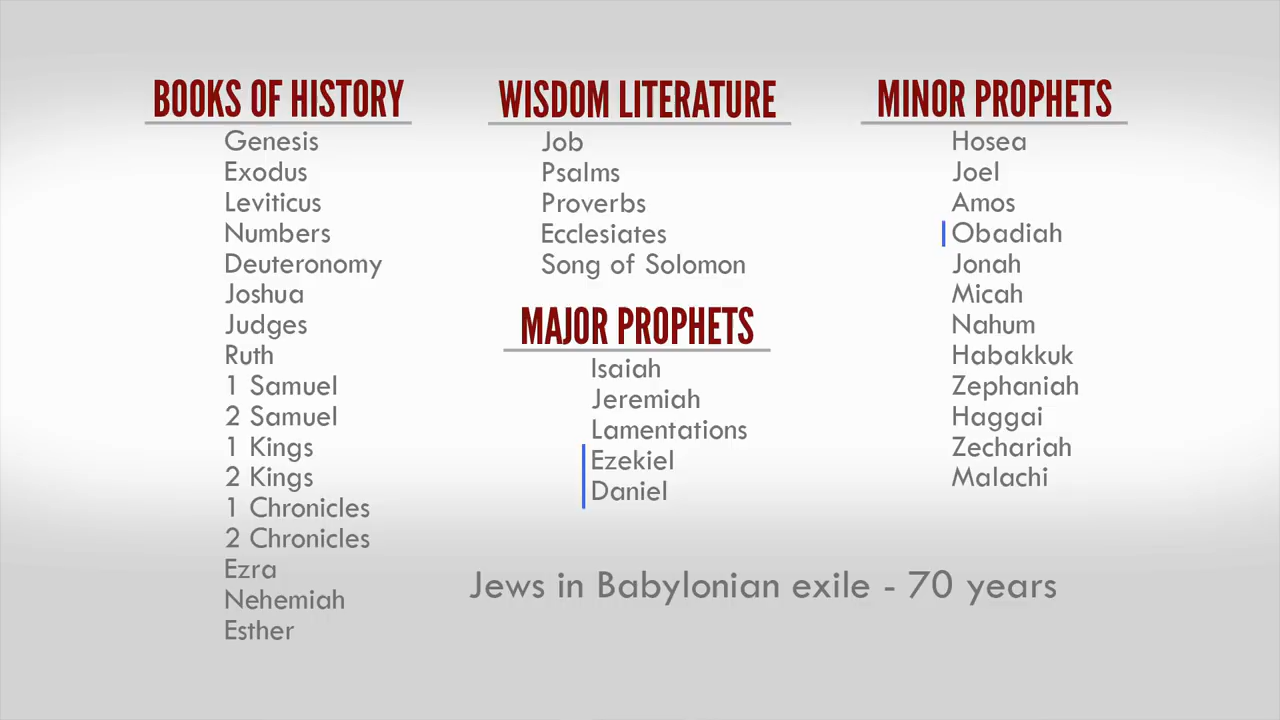 BOOKS OF HISTORY
Genesis
Exodus
Leviticus
Numbers
Deuteronomy
Joshua
Judges
Ruth
1 Samuel
2 Samuel
1 Kings
2 Kings
1 Chronicles
2 Chronicles
Ezra
Nehemiah
Esther
WISDOM LITERATURE
Job
Psalms
Proverbs
Ecclesiates
Song of Solomon
MAJOR PROPHETS
Isaiah
Jeremiah
Lamentations
Ezekiel
Daniel
MINOR PROPHETS
Hosea
Joel
Amos
Obadiah
Jonah
Micah
Nahum
Habakkuk
Zephaniah
Haggai
Zechariah
Malachi
Jews in Babylonian exile - 70 years